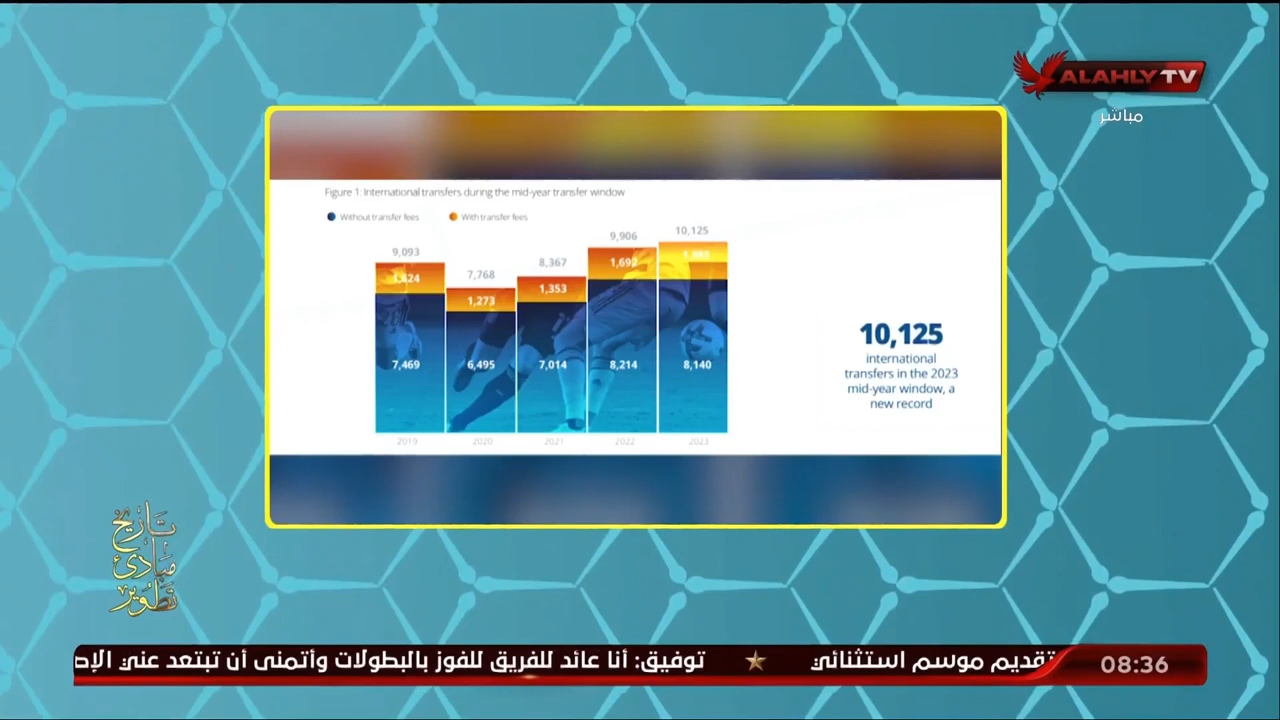 ALAHLY TV
مباشر
Figure 1: International transfers during the mid-year transfer window
Without transfer fees
With transfer fees
9,093
7,768
8,367
9,906
10,125
1,624
1,273
1,353
1,692
7,469
6,495
7,014
8,214
8,140
2019
2020
2021
2022
2023
10,125
international
transfers in the 2023
mid-year window, a
new record
تاريخ
مبادئ
تطوير
تقديم موسم استثنائي
توفيق: أنا عائد للفريق للفوز بالبطولات وأتمنى أن تبتعد عني
08:36